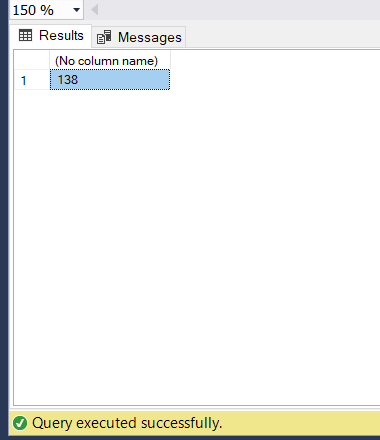 150 %
Results Messages
(No column name)
1 138
Query executed successfully.